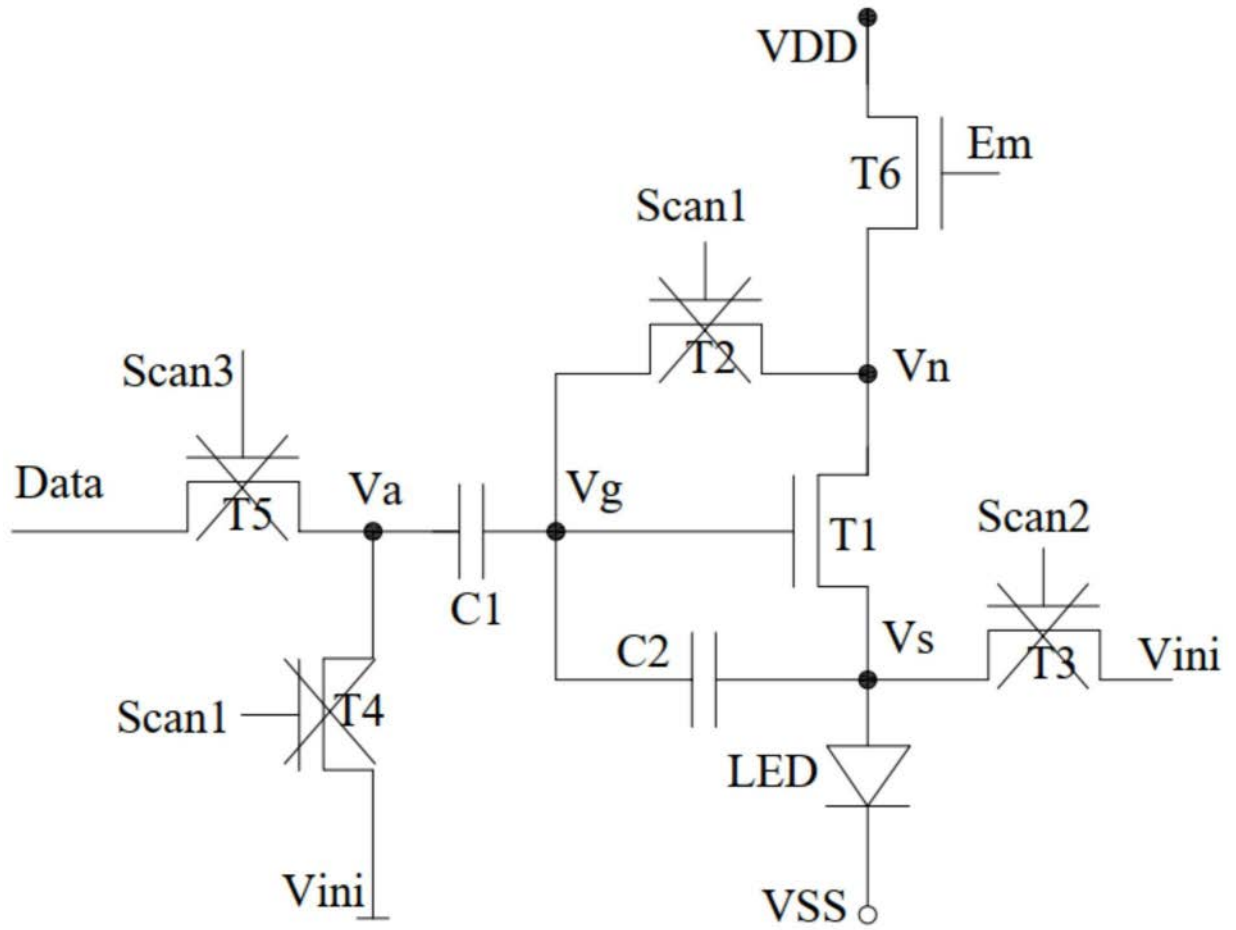 VDD
Em
T6
Scan1
T2
Vn
Scan3
Data
T5
Va
Vg
T1
Scan2
C1
C2
Vs
T3
Vini
Scan1
T4
LED
Vini
VSS